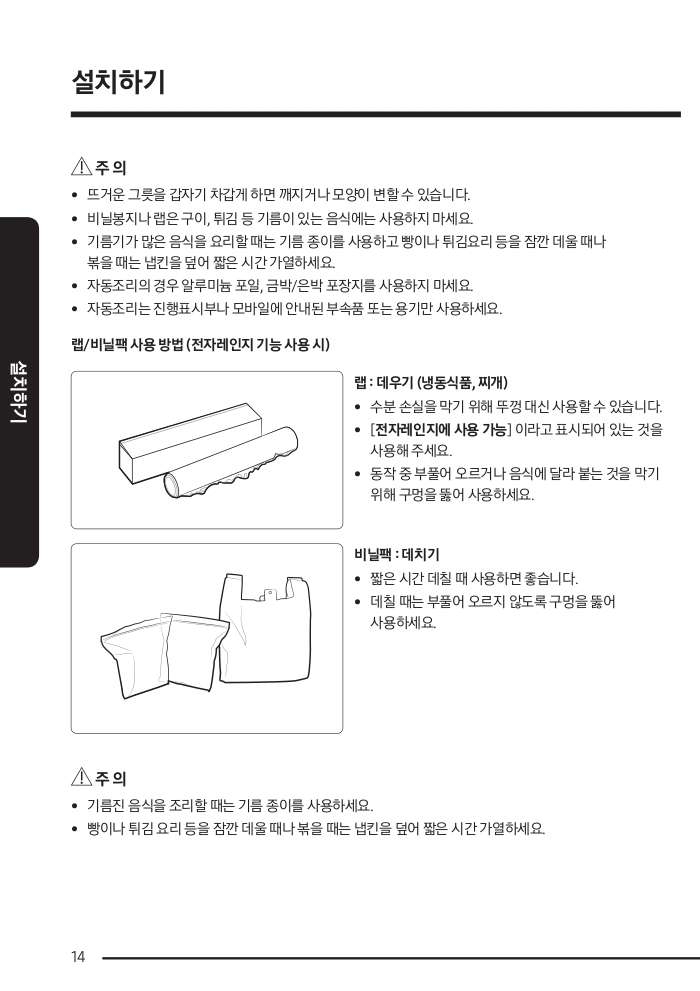 설치하기
⚠주 의
• 뜨거운 그릇을 갑자기 차갑게 하면 깨지거나 모양이 변할 수 있습니다.
• 비닐봉지나 랩은 구이, 튀김 등 기름이 있는 음식에는 사용하지 마세요.
• 기름기가 많은 음식을 요리할 때는 기름 종이를 사용하고 빵이나 튀김요리 등을 잠깐 데울 때나
볶을 때는 냅킨을 덮어 짧은 시간 가열하세요.
• 자동조리의 경우 알루미늄 포일, 금박/은박 포장지를 사용하지 마세요.
• 자동조리는 진행표시부나 모바일에 안내된 부속품 또는 용기만 사용하세요.
설치하기
랩/비닐팩 사용 방법 (전자레인지 기능 사용 시)
랩 : 데우기 (냉동식품, 찌개)
• 수분 손실을 막기 위해 뚜껑 대신 사용할 수 있습니다.
• [전자레인지에 사용 가능] 이라고 표시되어 있는 것을
사용해 주세요.
• 동작 중 부풀어 오르거나 음식에 달라 붙는 것을 막기
위해 구멍을 뚫어 사용하세요.
비닐팩 : 데치기
• 짧은 시간 데칠 때 사용하면 좋습니다.
• 데칠 때는 부풀어 오르지 않도록 구멍을 뚫어
사용하세요.
⚠주 의
• 기름진 음식을 조리할 때는 기름 종이를 사용하세요.
• 빵이나 튀김 요리 등을 잠깐 데울 때나 볶을 때는 냅킨을 덮어 짧은 시간 가열하세요.
14